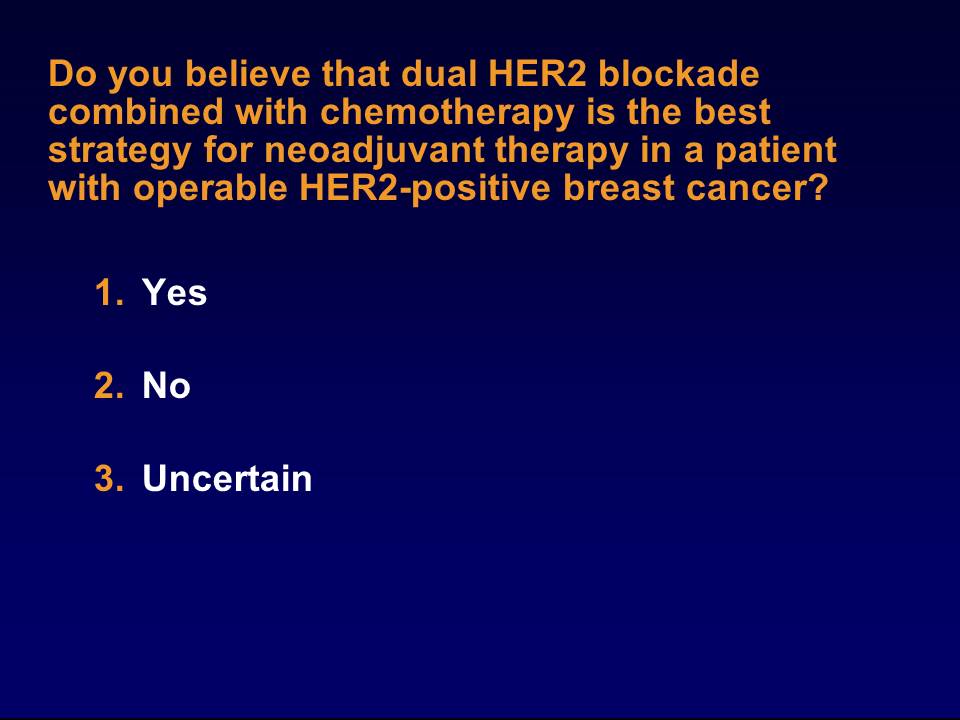 Do you believe that dual HER2 blockade
combined with chemotherapy is the best
strategy for neoadjuvant therapy in a patient
with operable HER2-positive breast cancer?
1. Yes
2. No
3. Uncertain